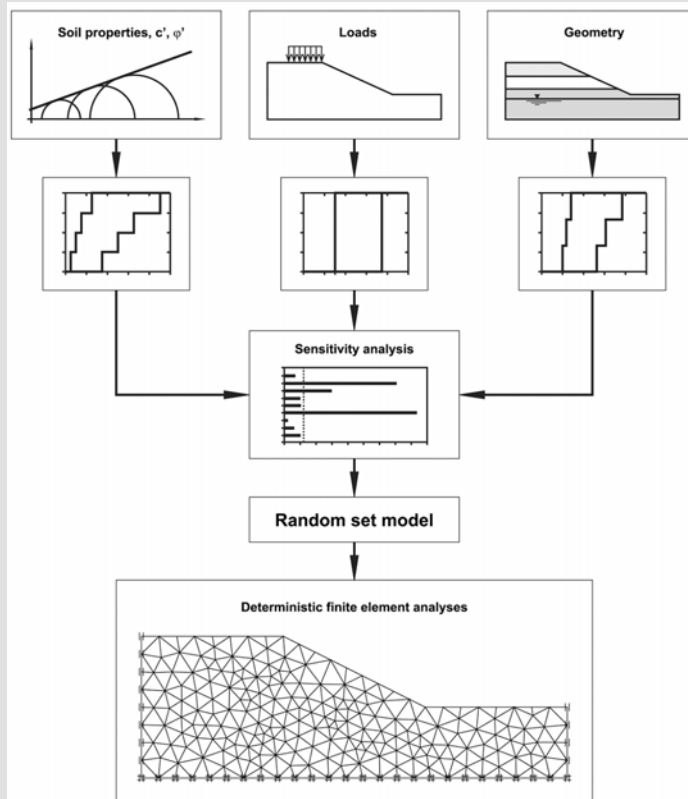 Soil properties, c', φ'
Loads
Geometry
Sensitivity analysis
Random set model
Deterministic finite element analyses